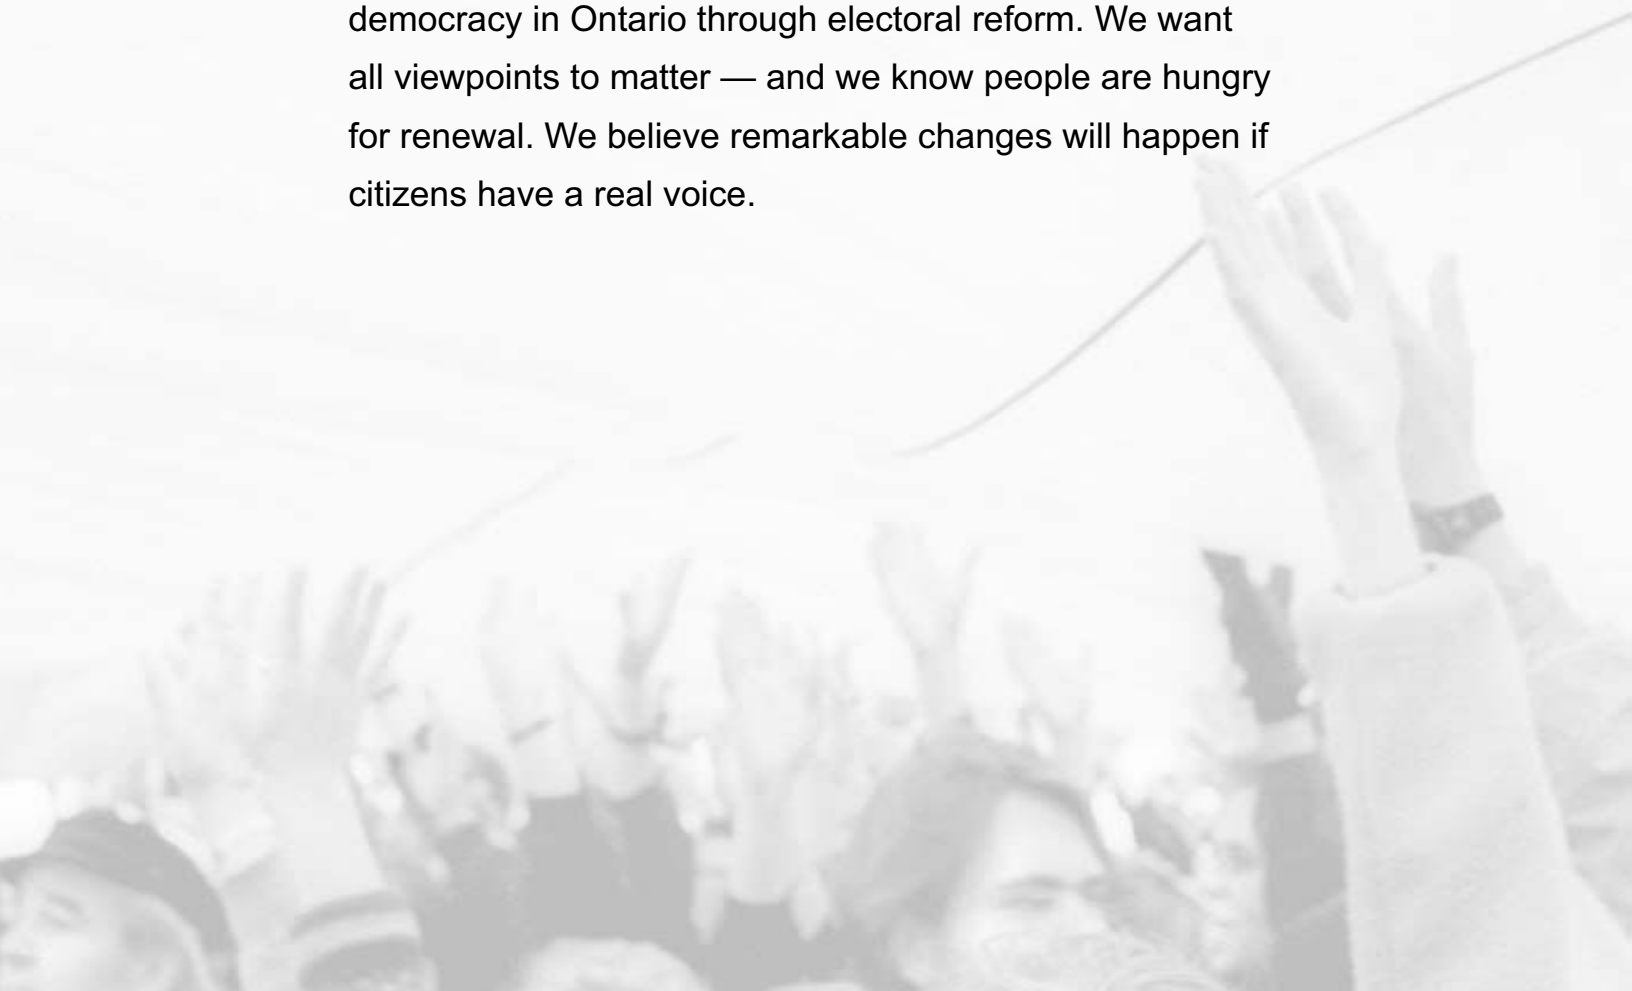 democracy in Ontario through electoral reform. We want
all viewpoints to matter — and we know people are hungry
for renewal. We believe remarkable changes will happen if
citizens have a real voice.